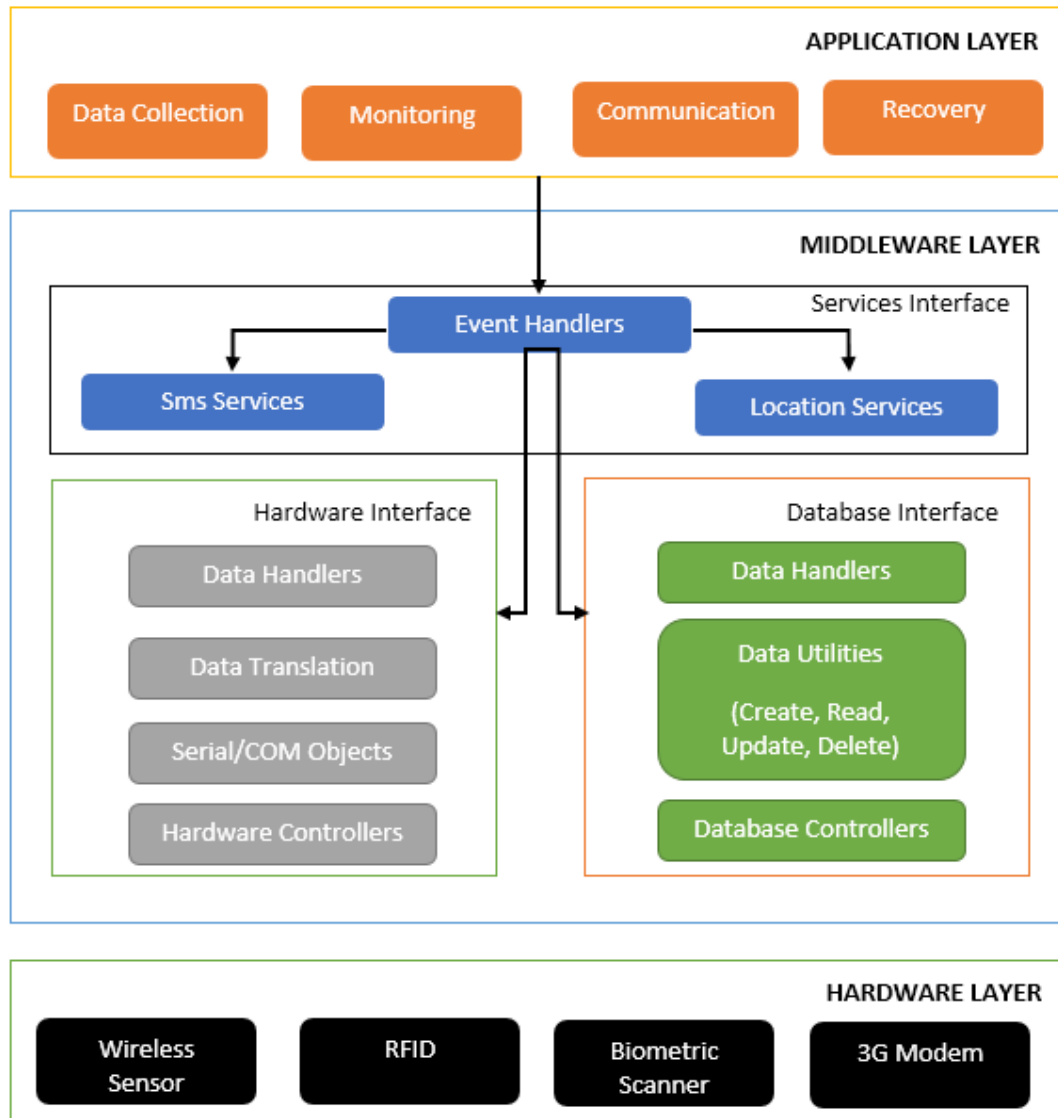 APPLICATION LAYER
Data Collection
Monitoring
Communication
Recovery
MIDDLEWARE LAYER
Services Interface
Event Handlers
Sms Services
Location Services
Hardware Interface
Data Handlers
Data Translation
Serial/COM Objects
Hardware Controllers
Database Interface
Data Handlers
Data Utilities
(Create, Read,
Update, Delete)
Database Controllers
HARDWARE LAYER
Wireless
Sensor
RFID
Biometric
Scanner
3G Modem